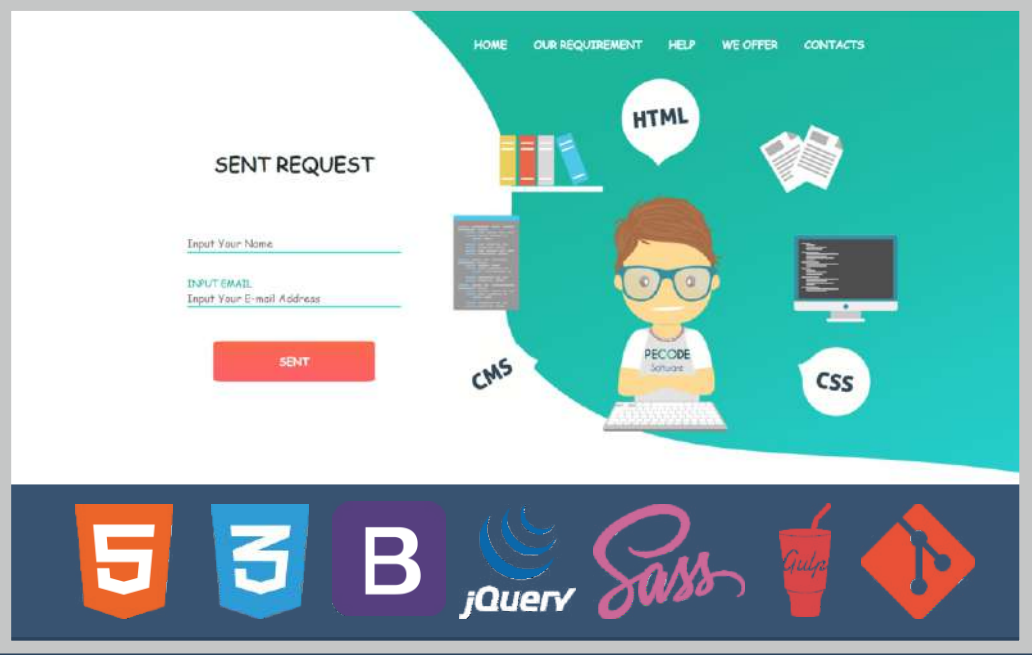 HOME OUR REQUIREMENT HELP WE OFFER CONTACTS
HTML
SENT REQUEST
Input Your Name
INPUT EMAIL
Input Your E-mail Address
SENT
PECODE
Software
CMS
CSS
5
3
B
jQuery
Sass
Gulp